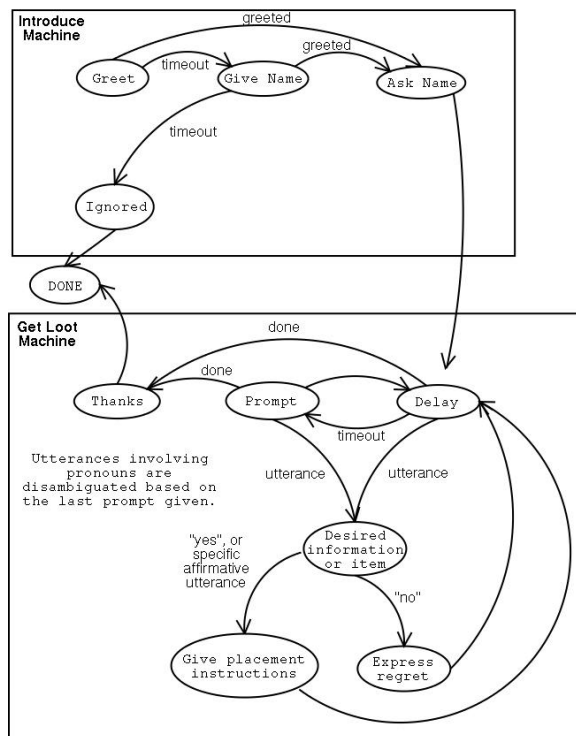 Introduce
Machine
greeted
greeted
timeout
Greet
Give Name
Ask Name
timeout
Ignored
DONE
Get Loot
Machine
done
done
Thanks
Prompt
Delay
timeout
Utterances involving
pronouns are
disambiguated based on
the last prompt given.
utterance
utterance
Desired
information
or item
"yes", or
specific
affirmative
utterance
"no"
Give placement
instructions
Express
regret